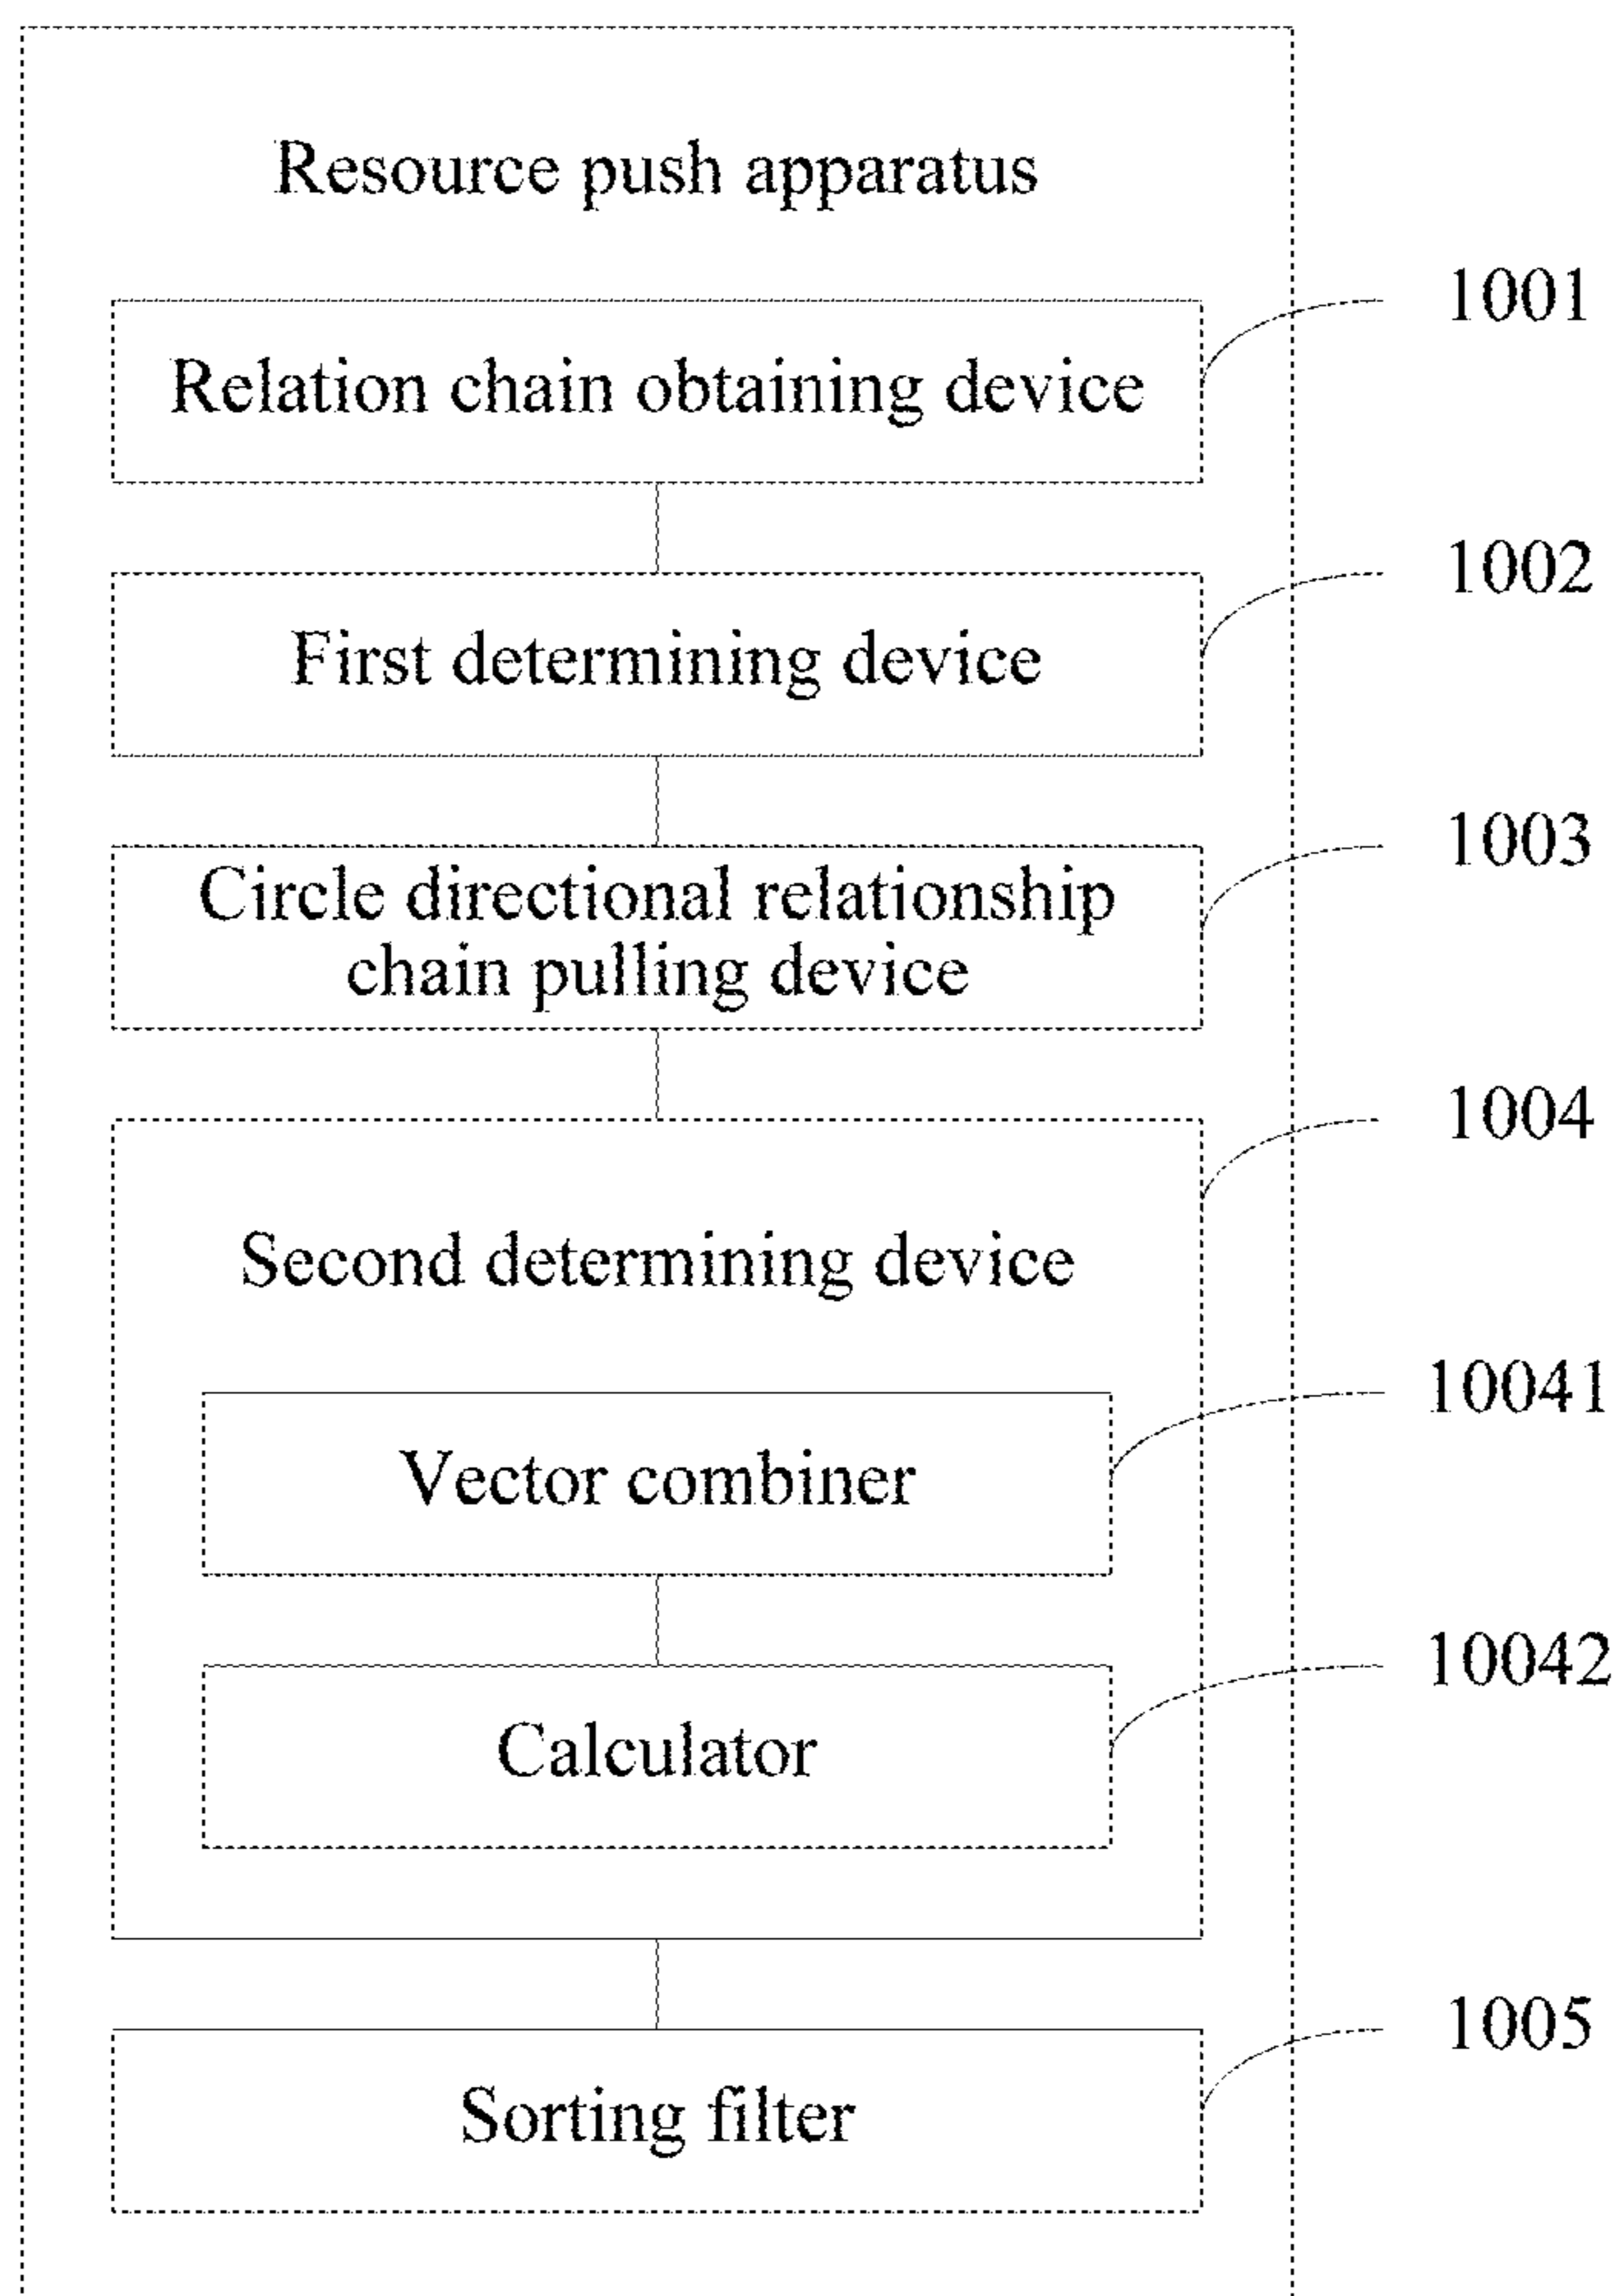 Resource push apparatus
1001
Relation chain obtaining device
1002
First determining device
1003
Circle directional relationship
chain pulling device
1004
Second determining device
10041
Vector combiner
10042
Calculator
1005
Sorting filter